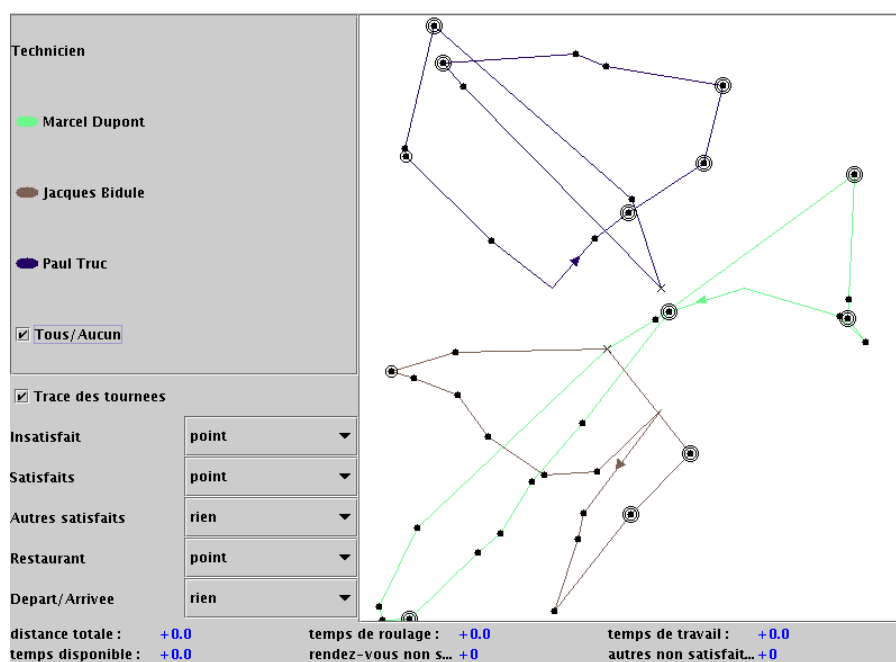 Technicien
Marcel Dupont
Jacques Bidule
Paul Truc
Tous/Aucun
Trace des tournees
Insatisfait point
Satisfaits point
Autres satisfaits rien
Restaurant point
Depart/Arrivee rien
distance totale : +0.0 temps de roulage : +0.0 temps de travail : +0.0
temps disponible : +0.0 rendez-vous non s... +0 autres non satisfait... +0